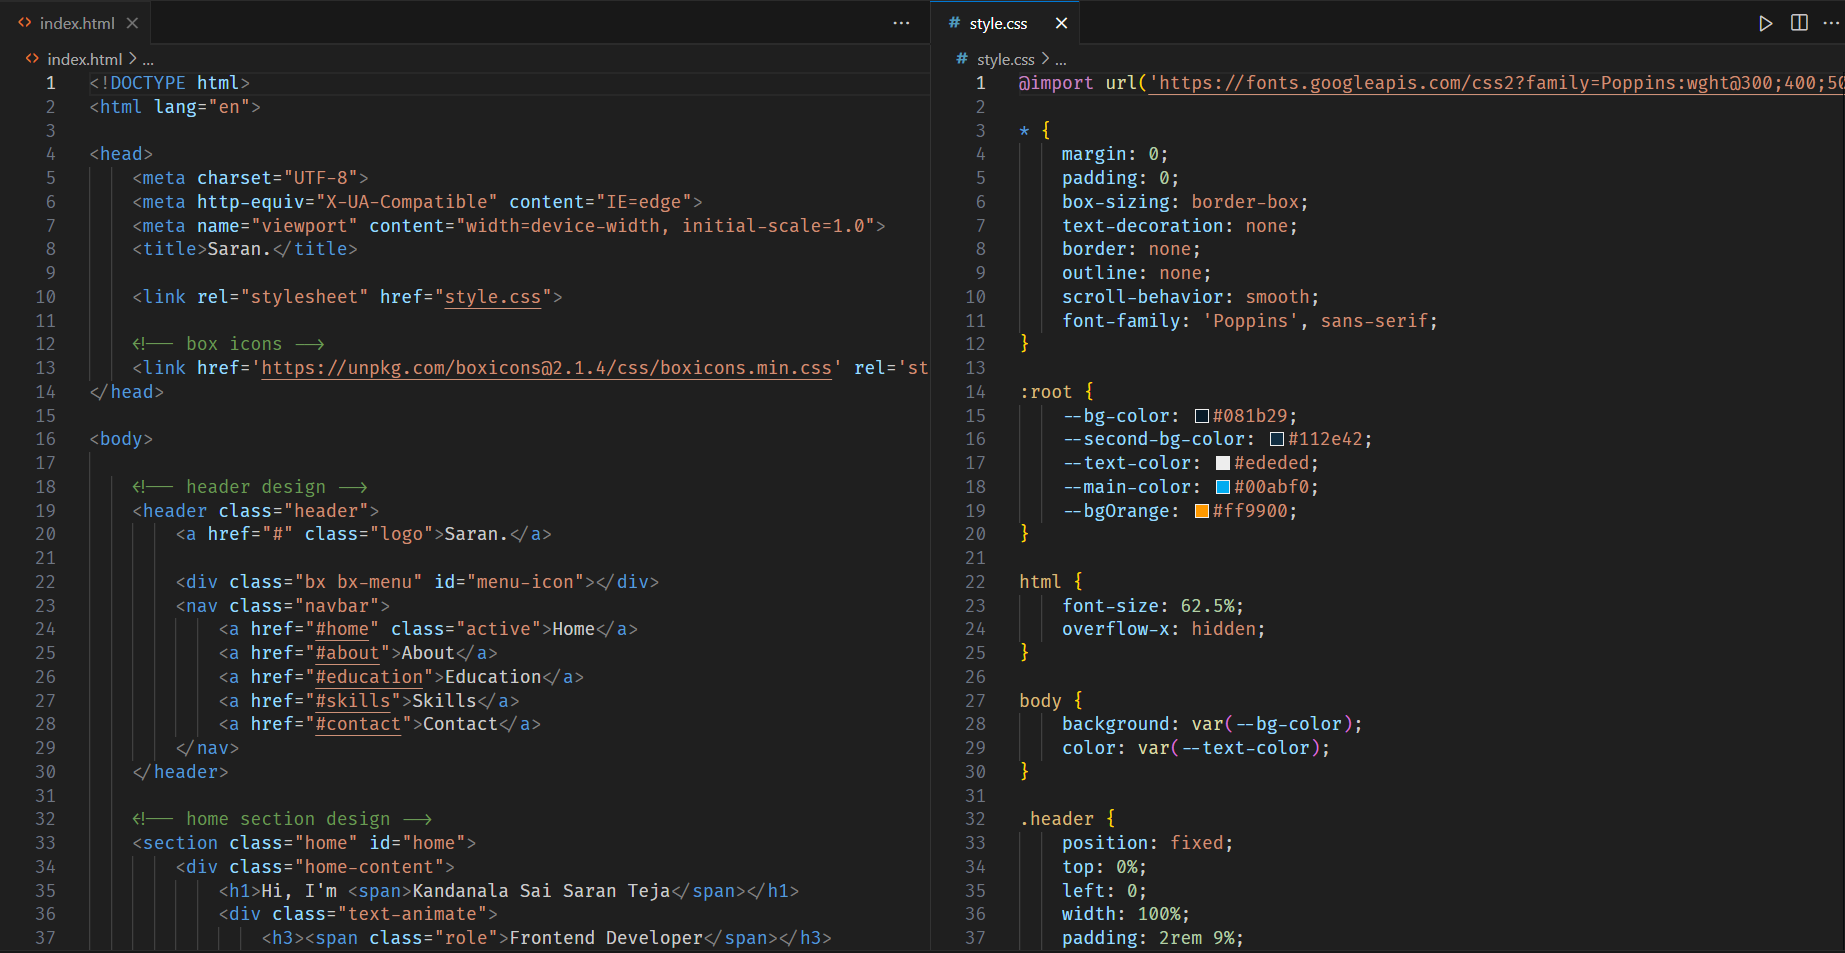 index.html
index.html > ...
1 <!DOCTYPE html>
2 <html lang="en">
3
4 <head>
5     <meta charset="UTF-8">
6     <meta http-equiv="X-UA-Compatible" content="IE=edge">
7     <meta name="viewport" content="width=device-width, initial-scale=1.0">
8     <title>Saran.</title>
9
10     <link rel="stylesheet" href="style.css">
11
12     <!-- box icons -->
13     <link href='https://unpkg.com/boxicons@2.1.4/css/boxicons.min.css' rel='st
14 </head>
15
16 <body>
17
18     <!-- header design -->
19     <header class="header">
20         <a href="#" class="logo">Saran.</a>
21
22         <div class="bx bx-menu" id="menu-icon"></div>
23         <nav class="navbar">
24             <a href="#home" class="active">Home</a>
25             <a href="#about">About</a>
26             <a href="#education">Education</a>
27             <a href="#skills">Skills</a>
28             <a href="#contact">Contact</a>
29         </nav>
30     </header>
31
32     <!-- home section design -->
33     <section class="home" id="home">
34         <div class="home-content">
35             <h1>Hi, I'm <span>Kandanala Sai Saran Teja</span></h1>
36             <div class="text-animate">
37                 <h3><span class="role">Frontend Developer</span></h3>
# style.css
# style.css > ...
1 @import url('https://fonts.googleapis.com/css2?family=Poppins:wght@300;400;50
2
3 * {
4     margin: 0;
5     padding: 0;
6     box-sizing: border-box;
7     text-decoration: none;
8     border: none;
9     outline: none;
10     scroll-behavior: smooth;
11     font-family: 'Poppins', sans-serif;
12 }
13
14 :root {
15     --bg-color: #081b29;
16     --second-bg-color: #112e42;
17     --text-color: #ededed;
18     --main-color: #00abf0;
19     --bgOrange: #ff9900;
20 }
21
22 html {
23     font-size: 62.5%;
24     overflow-x: hidden;
25 }
26
27 body {
28     background: var(--bg-color);
29     color: var(--text-color);
30 }
31
32 .header {
33     position: fixed;
34     top: 0%;
35     left: 0;
36     width: 100%;
37     padding: 2rem 9%;